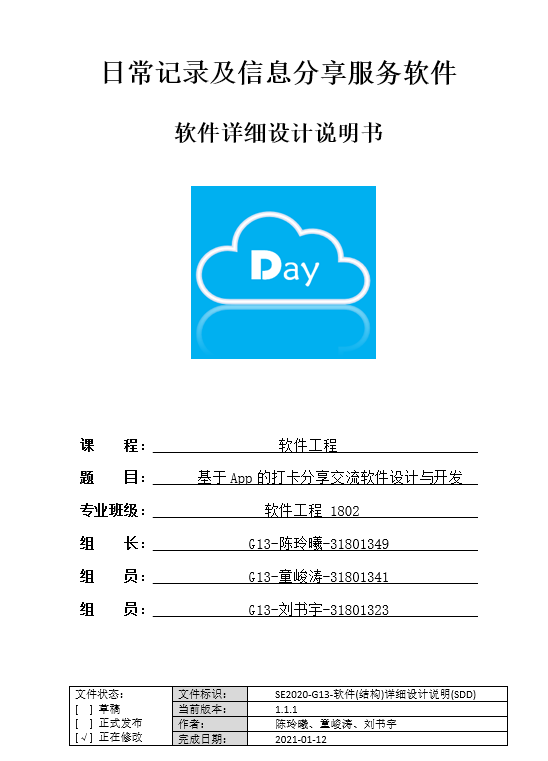 日常记录及信息分享服务软件
软件详细设计说明书
Day
课 程： 软件工程
题 目： 基于App的打卡分享交流软件设计与开发
专业班级： 软件工程 1802
组 长： G13-陈玲曦-31801349
组 员： G13-童峻涛-31801341
组 员： G13-刘书宇-31801323
文件状态：
[ ] 草稿
[ ] 正式发布
[√] 正在修改
文件标识： SE2020-G13-软件(结构)详细设计说明(SDD)
当前版本： 1.1.1
作者： 陈玲曦、童峻涛、刘书宇
完成日期： 2021-01-12